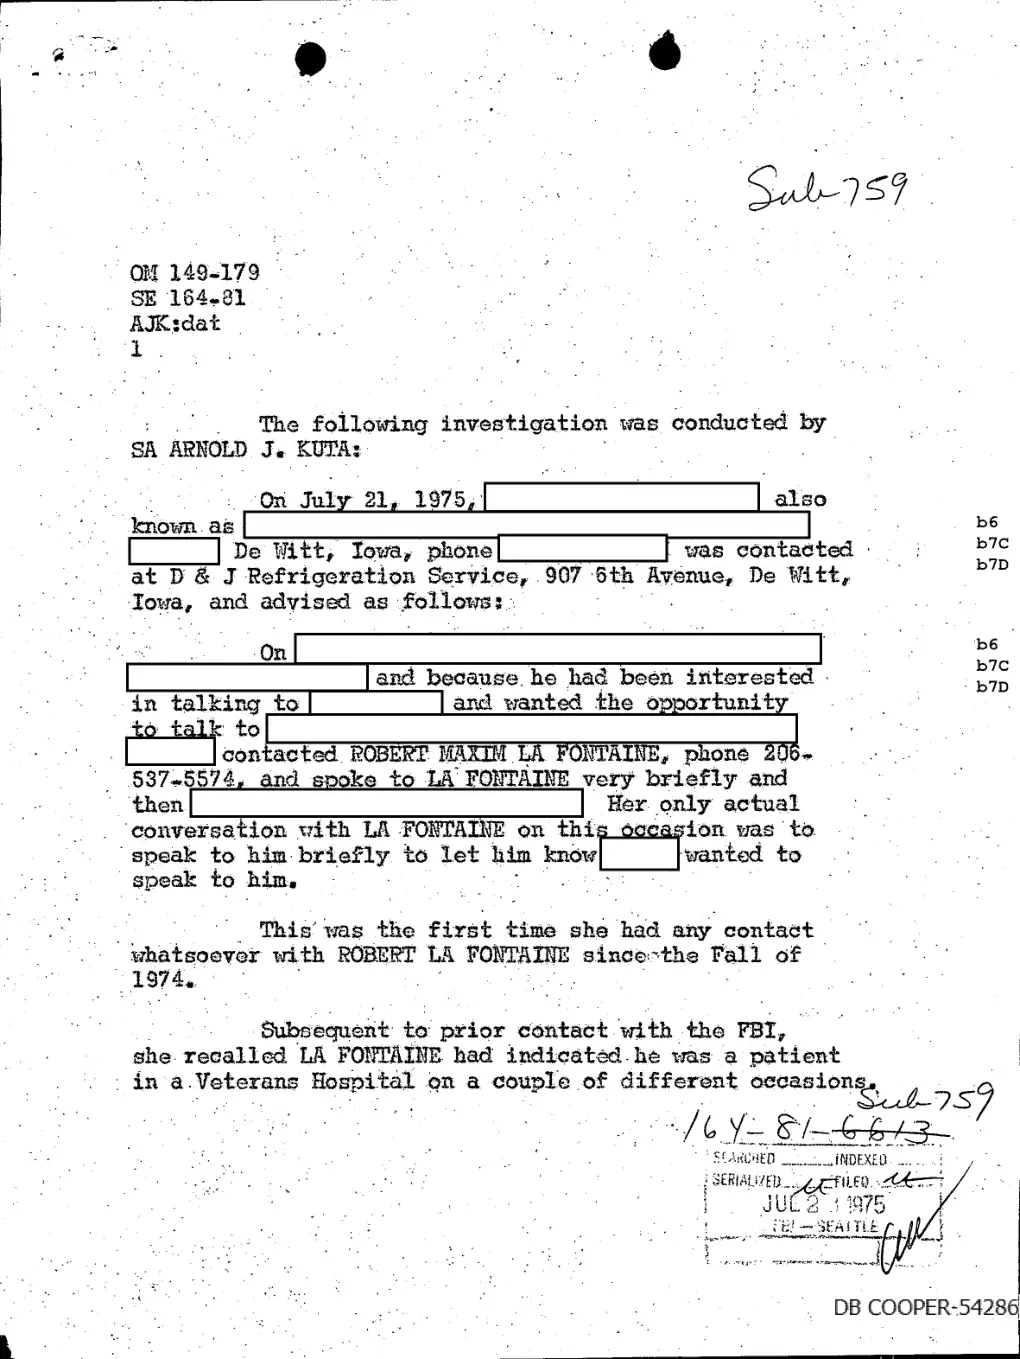 Sub 759
OM 149-179
SE 164-81
AJK:dat
1
The following investigation was conducted by
SA ARNOLD J. KUTA:
On July 21, 1975, also
known as
De Witt, Iowa, phone was contacted
at D & J Refrigeration Service, 907 6th Avenue, De Witt,
Iowa, and advised as follows:
b6
b7C
b7D
On
and because he had been interested
in talking to and wanted the opportunity
to talk to
contacted ROBERT MAXIM LA FONTAINE, phone 206-
537-5574, and spoke to LA FONTAINE very briefly and
then Her only actual
conversation with LA FONTAINE on this occasion was to
speak to him briefly to let him know wanted to
speak to him.
b6
b7C
b7D
This was the first time she had any contact
whatsoever with ROBERT LA FONTAINE since the Fall of
1974.
Subsequent to prior contact with the FBI,
she recalled LA FONTAINE had indicated he was a patient
in a Veterans Hospital on a couple of different occasions.
Sub-759
164-81-6613
SEARCHED INDEXED
SERIALIZED FILED
JUL 1975
FBI - SEATTLE
DB COOPER-54286